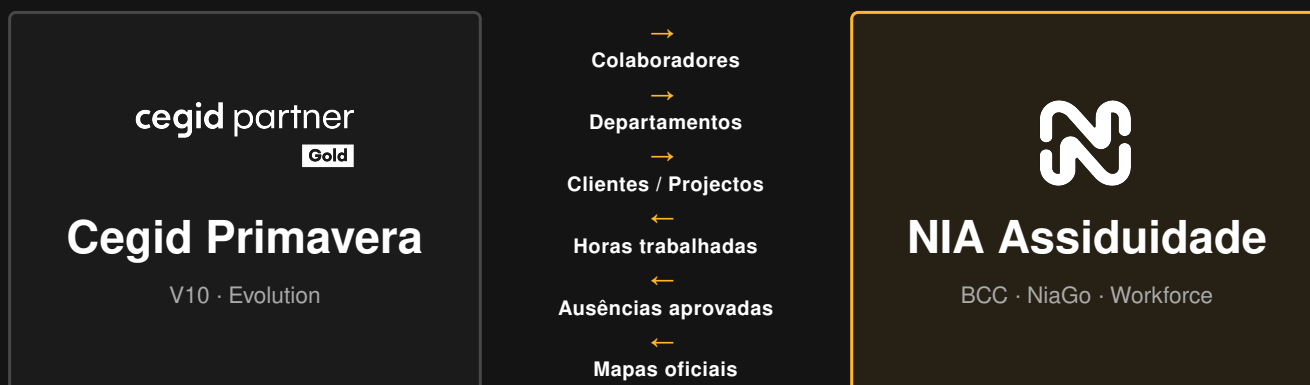 cegid partner
Gold
Cegid Primavera
V10 · Evolution
→
Colaboradores
→
Departamentos
→
Clientes / Projectos
←
Horas trabalhadas
←
Ausências aprovadas
←
Mapas oficiais
NIA Assiduidade
BCC · NiaGo · Workforce